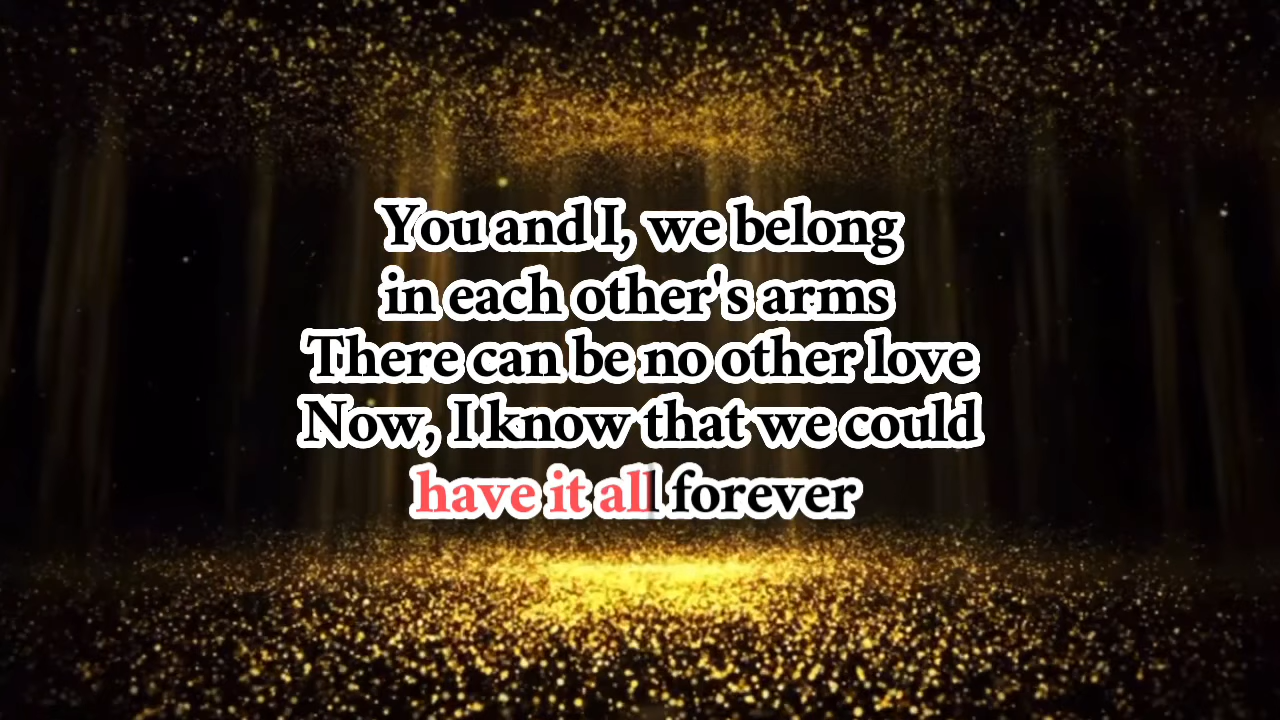 You and I, we belong
in each other's arms
There can be no other love
Now, I know that we could
have it all forever